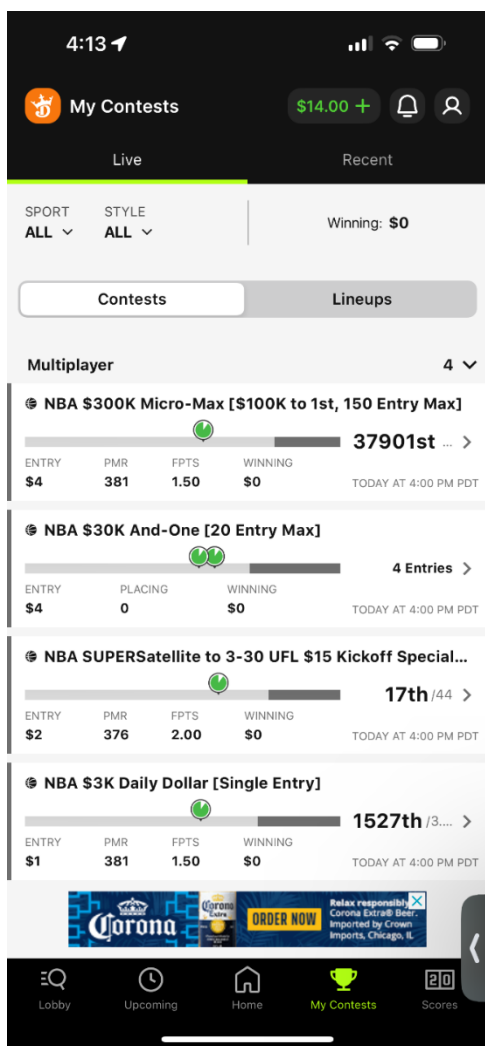 4:13
My Contests
$14.00 +
Live
Recent
SPORT
STYLE
ALL
ALL
Winning: $0
Contests
Lineups
Multiplayer
4
NBA $300K Micro-Max [$100K to 1st, 150 Entry Max]
37901st ...
ENTRY PMR FPTS WINNING
$4 381 1.50 $0
TODAY AT 4:00 PM PDT
NBA $30K And-One [20 Entry Max]
4 Entries
ENTRY PLACING WINNING
$4 0 $0
TODAY AT 4:00 PM PDT
NBA SUPERSatellite to 3-30 UFL $15 Kickoff Special...
17th /44
ENTRY PMR FPTS WINNING
$2 376 2.00 $0
TODAY AT 4:00 PM PDT
NBA $3K Daily Dollar [Single Entry]
1527th /3....
ENTRY PMR FPTS WINNING
$1 381 1.50 $0
TODAY AT 4:00 PM PDT
Corona
Corona
Extra
ORDER NOW
Relax responsibly
Corona Extra® Beer.
Imported by Crown
Imports, Chicago, IL
Lobby
Upcoming
Home
My Contests
20
Scores